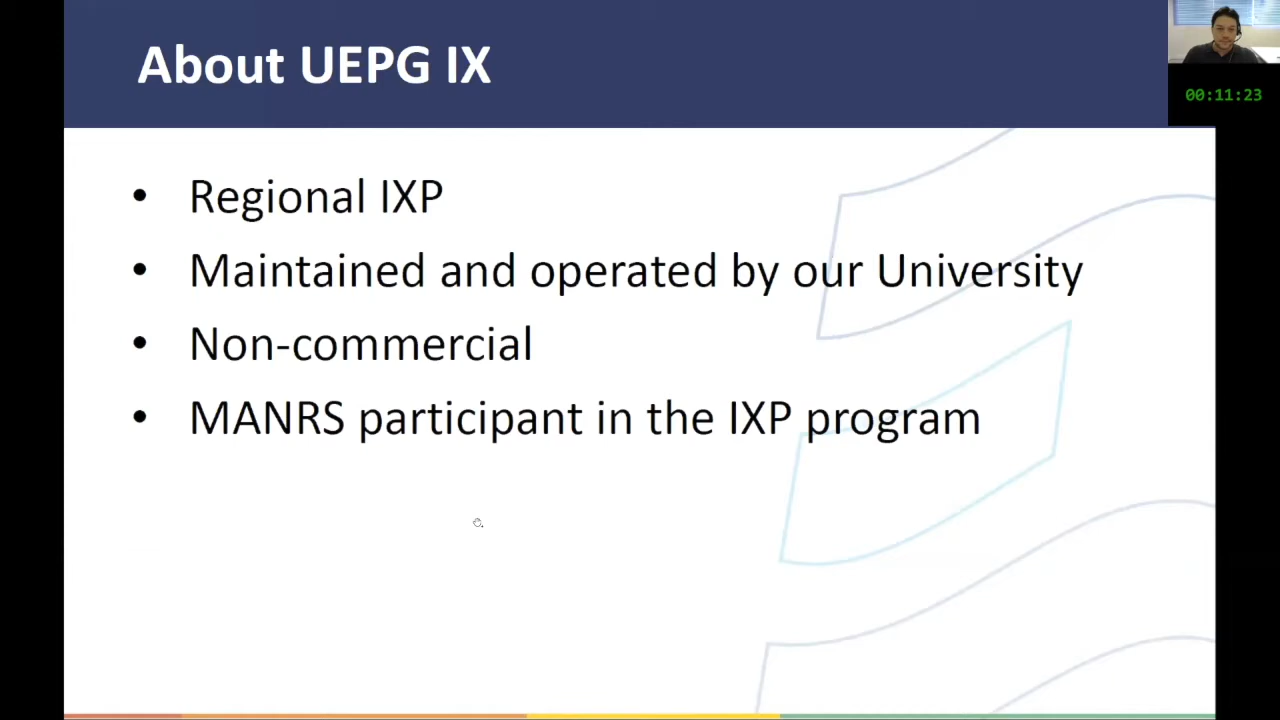 About UEPG IX
00:11:23
• Regional IXP
• Maintained and operated by our University
• Non-commercial
• MANRS participant in the IXP program